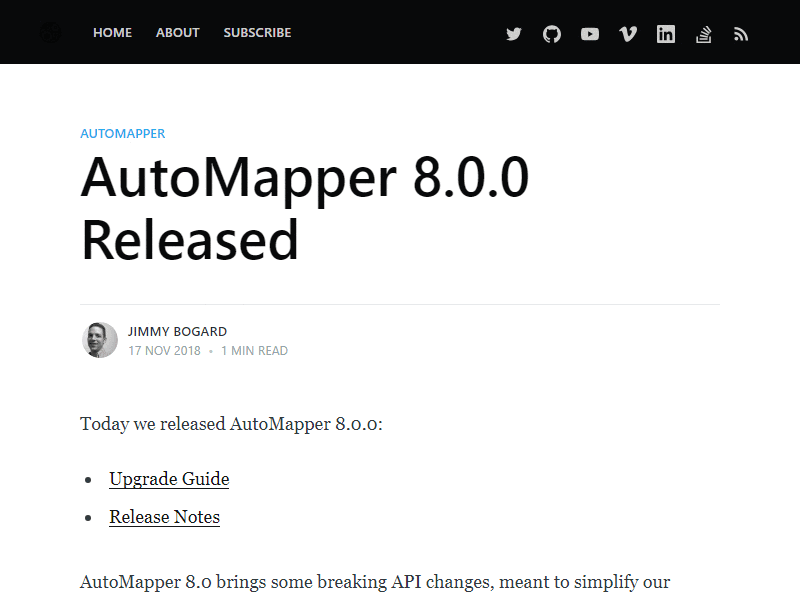 HOME ABOUT SUBSCRIBE
AUTOMAPPER
AutoMapper 8.0.0
Released
JIMMY BOGARD
17 NOV 2018 • 1 MIN READ
Today we released AutoMapper 8.0.0:
• Upgrade Guide
• Release Notes
AutoMapper 8.0 brings some breaking API changes, meant to simplify our